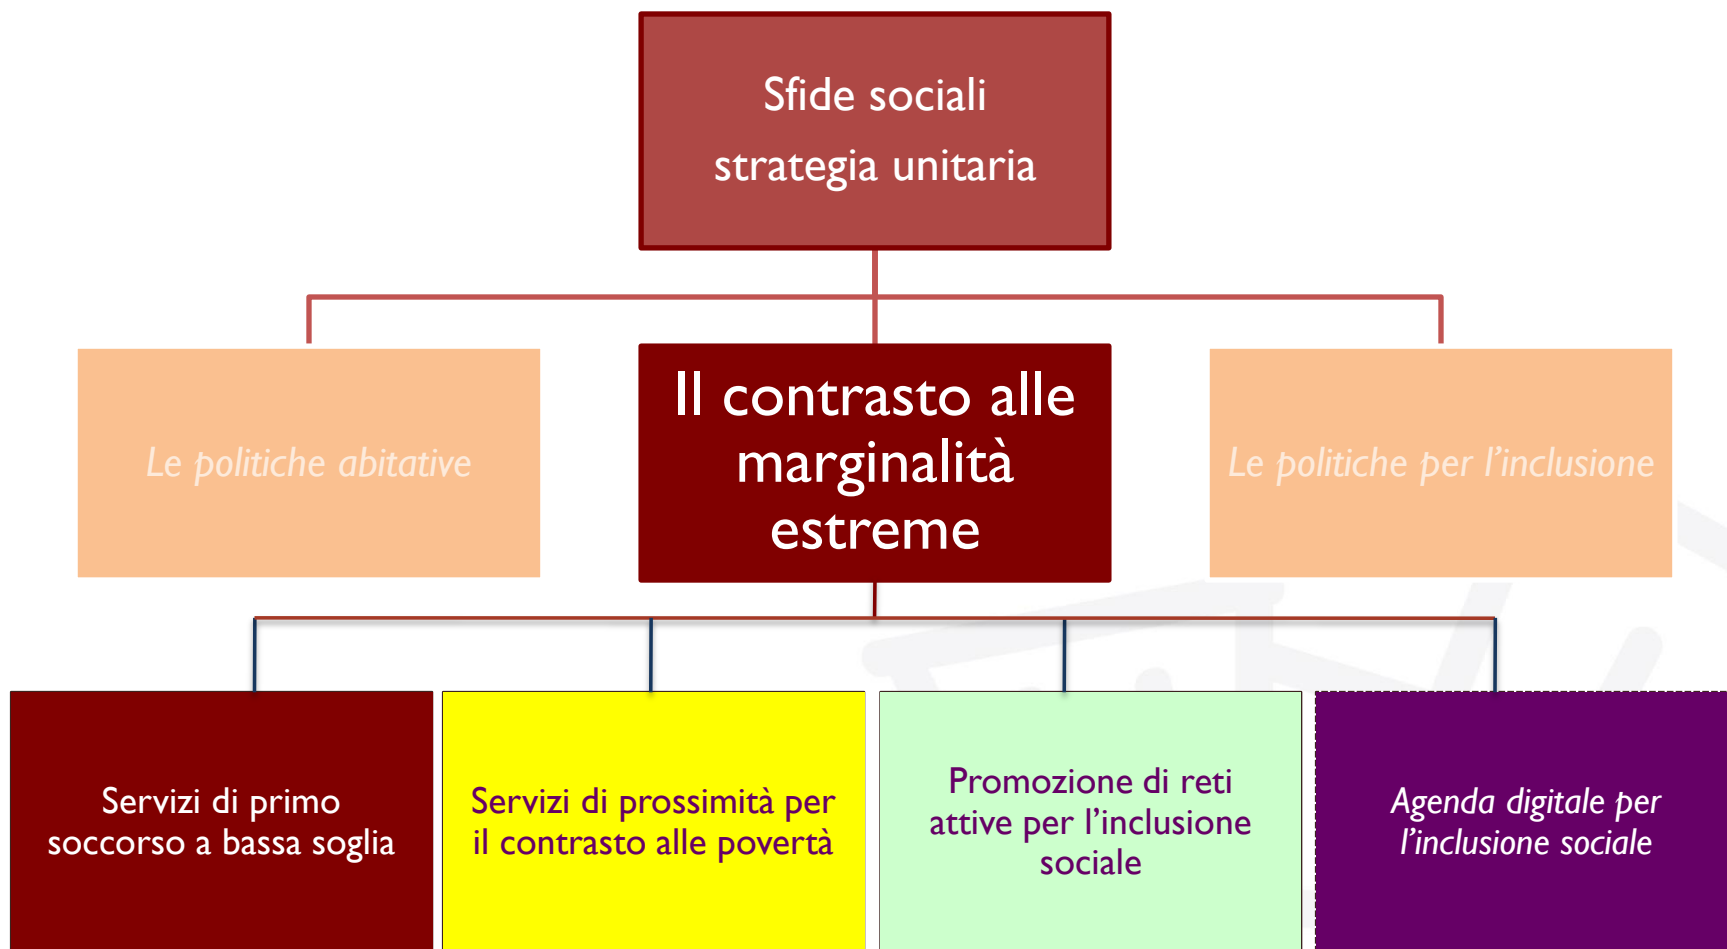 Sfide sociali
strategia unitaria
Le politiche abitative
Il contrasto alle
marginalità
estreme
Le politiche per l’inclusione
Servizi di primo
soccorso a bassa soglia
Servizi di prossimità per
il contrasto alle povertà
Promozione di reti
attive per l’inclusione
sociale
Agenda digitale per
l’inclusione sociale